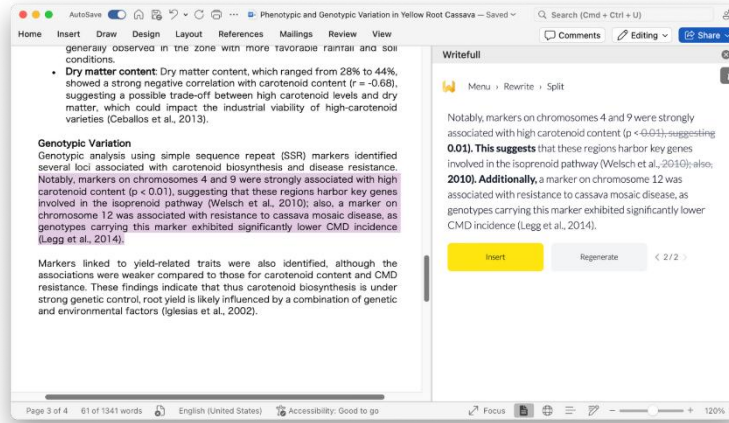 AutoSave
Phenotypic and Genotypic Variation in Yellow Root Cassava — Saved
Search (Cmd + Ctrl + U)
Home Insert Draw Design Layout References Mailings Review View
Comments Editing Share
generally observed in the zone with more favorable rainfall and soil
conditions.
• Dry matter content: Dry matter content, which ranged from 28% to 44%,
showed a strong negative correlation with carotenoid content (r = -0.68),
suggesting a possible trade-off between high carotenoid levels and dry
matter, which could impact the industrial viability of high-carotenoid
varieties (Ceballos et al., 2013).
Genotypic Variation
Genotypic analysis using simple sequence repeat (SSR) markers identified
several loci associated with carotenoid biosynthesis and disease resistance.
Notably, markers on chromosomes 4 and 9 were strongly associated with high
carotenoid content (p < 0.01), suggesting that these regions harbor key genes
involved in the isoprenoid pathway (Welsch et al., 2010); also, a marker on
chromosome 12 was associated with resistance to cassava mosaic disease, as
genotypes carrying this marker exhibited significantly lower CMD incidence
(Legg et al., 2014).
Markers linked to yield-related traits were also identified, although the
associations were weaker compared to those for carotenoid content and CMD
resistance. These findings indicate that thus carotenoid biosynthesis is under
strong genetic control, root yield is likely influenced by a combination of genetic
and environmental factors (Iglesias et al., 2002).
Writefull
Menu › Rewrite › Split
Notably, markers on chromosomes 4 and 9 were strongly
associated with high carotenoid content (p < 0.01), suggesting
0.01). This suggests that these regions harbor key genes
involved in the isoprenoid pathway (Welsch et al., 2010); also,
2010). Additionally, a marker on chromosome 12 was
associated with resistance to cassava mosaic disease, as
genotypes carrying this marker exhibited significantly lower
CMD incidence (Legg et al., 2014).
Insert Regenerate < 2/2 >
Page 3 of 4 61 of 1341 words English (United States) Accessibility: Good to go Focus 120%